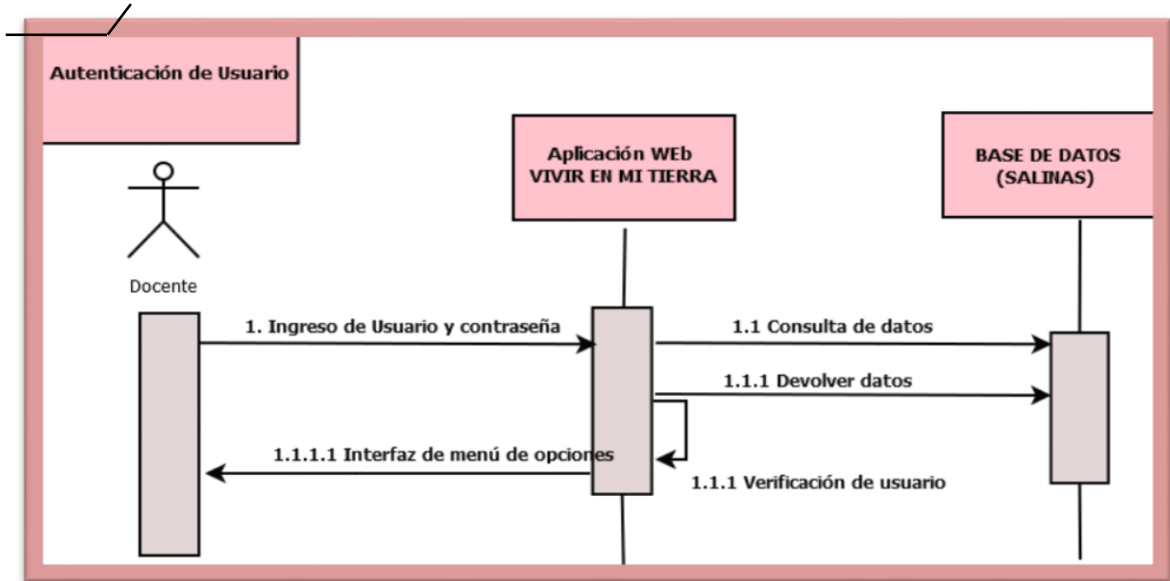 Autenticación de Usuario
Aplicación WEb
VIVIR EN MI TIERRA
BASE DE DATOS
(SALINAS)
Docente
1. Ingreso de Usuario y contraseña
1.1 Consulta de datos
1.1.1 Devolver datos
1.1.1.1 Interfaz de menú de opciones
1.1.1 Verificación de usuario